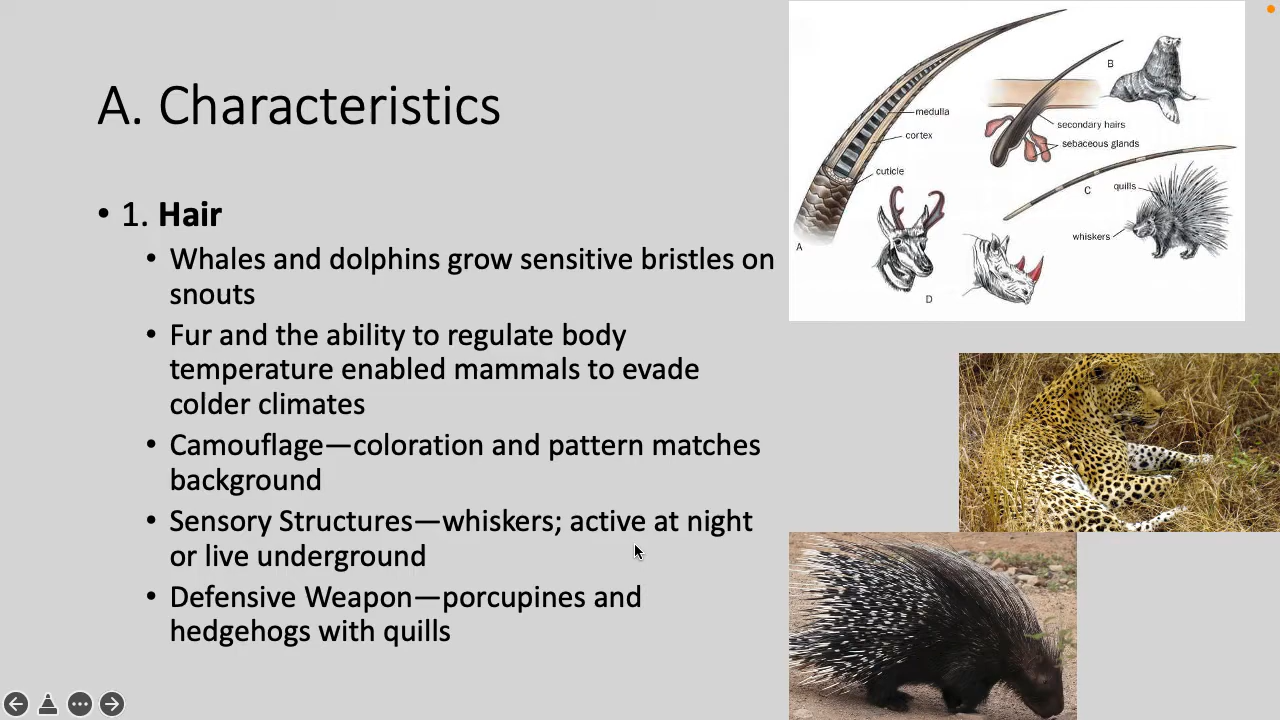 A. Characteristics
• 1. Hair
• Whales and dolphins grow sensitive bristles on
snouts
• Fur and the ability to regulate body
temperature enabled mammals to evade
colder climates
• Camouflage—coloration and pattern matches
background
• Sensory Structures—whiskers; active at night
or live underground
• Defensive Weapon—porcupines and
hedgehogs with quills
medulla
cortex
cuticle
A
B
secondary hairs
sebaceous glands
C
quills
whiskers
D